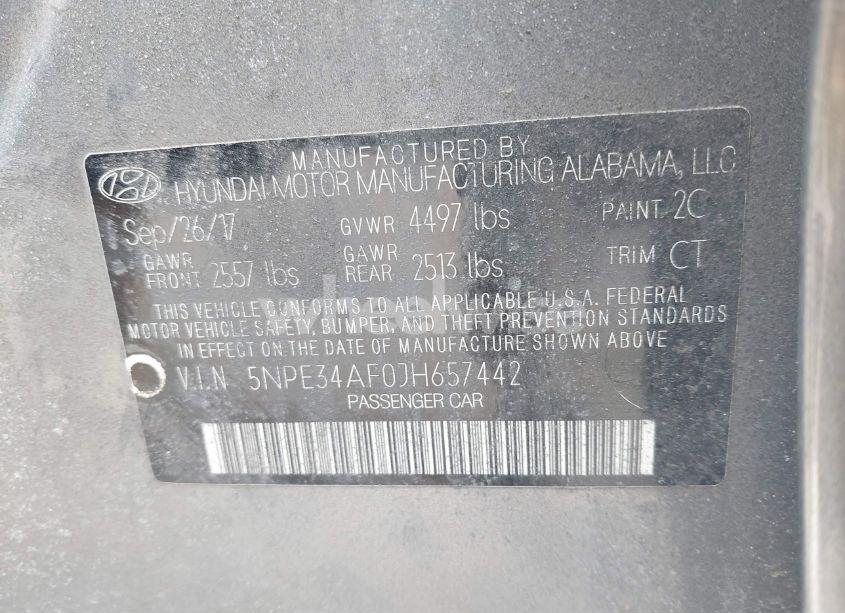 MANUFACTURED BY
HYUNDAI MOTOR MANUFACTURING ALABAMA, LLC
Sep/26/17 GVWR 4497 lbs PAINT 2C
GAWR FRONT 2557 lbs GAWR REAR 2513 lbs TRIM CT
THIS VEHICLE CONFORMS TO ALL APPLICABLE U.S.A. FEDERAL
MOTOR VEHICLE SAFETY, BUMPER, AND THEFT PREVENTION STANDARDS
IN EFFECT ON THE DATE OF MANUFACTURE SHOWN ABOVE.
V.I.N 5NPE34AF0JH657442
PASSENGER CAR